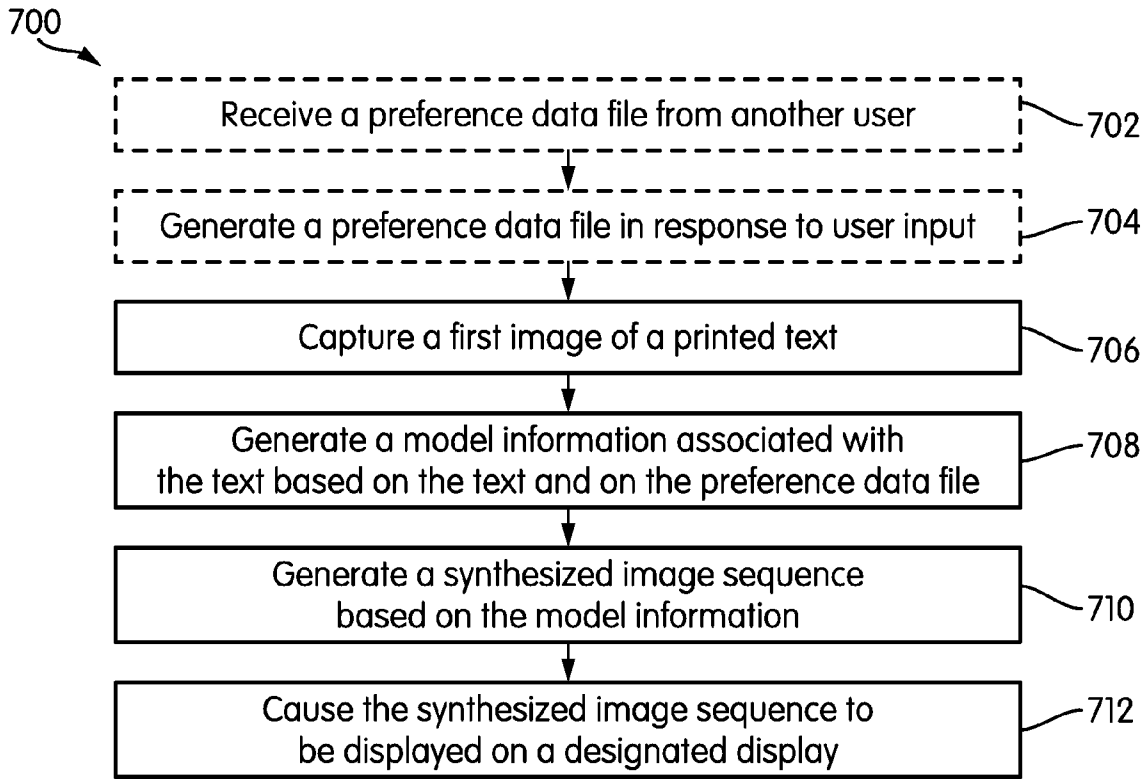 700
Receive a preference data file from another user
702
Generate a preference data file in response to user input
704
Capture a first image of a printed text
706
Generate a model information associated with
the text based on the text and on the preference data file
708
Generate a synthesized image sequence
based on the model information
710
Cause the synthesized image sequence to
be displayed on a designated display
712